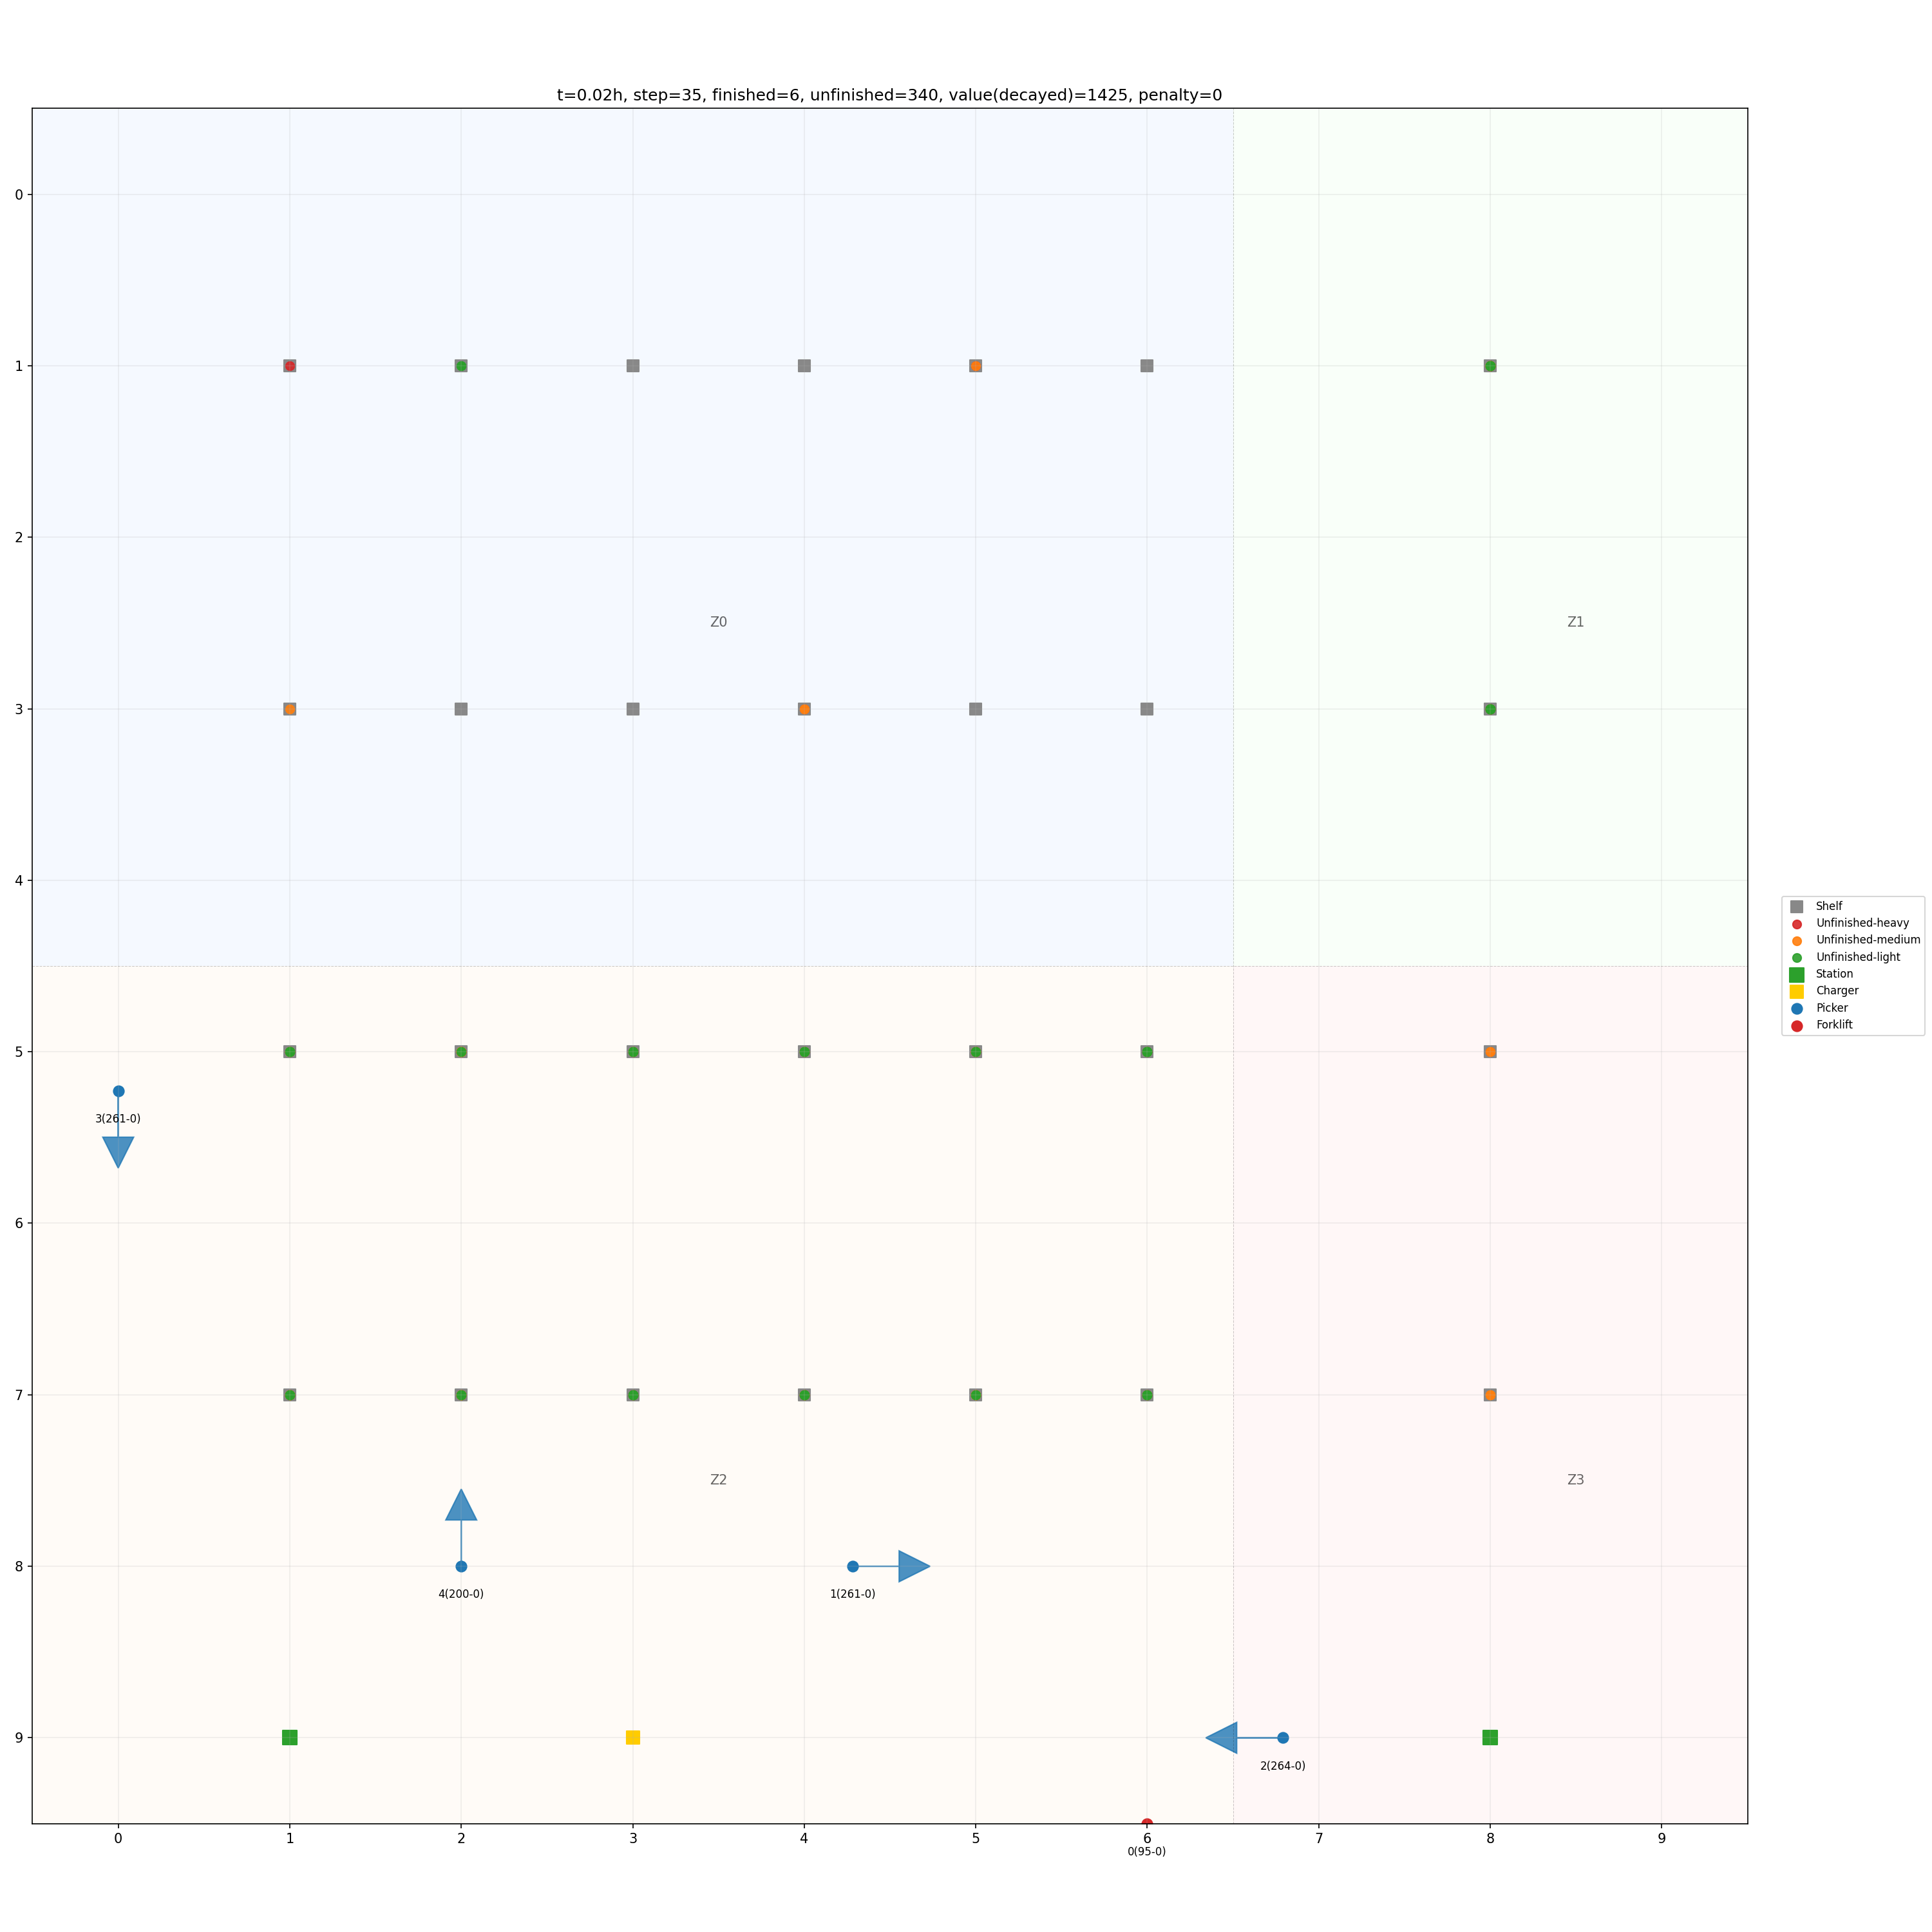 t=0.02h, step=35, finished=6, unfinished=340, value(decayed)=1425, penalty=0
0
1
2
Z0
Z1
3
4
Shelf
Unfinished-heavy
Unfinished-medium
Unfinished-light
Station
Charger
Picker
Forklift
5
3(261-0)
6
7
Z2
Z3
8
4(200-0)
1(261-0)
9
2(264-0)
0 1 2 3 4 5 6 7 8 9
0(95-0)